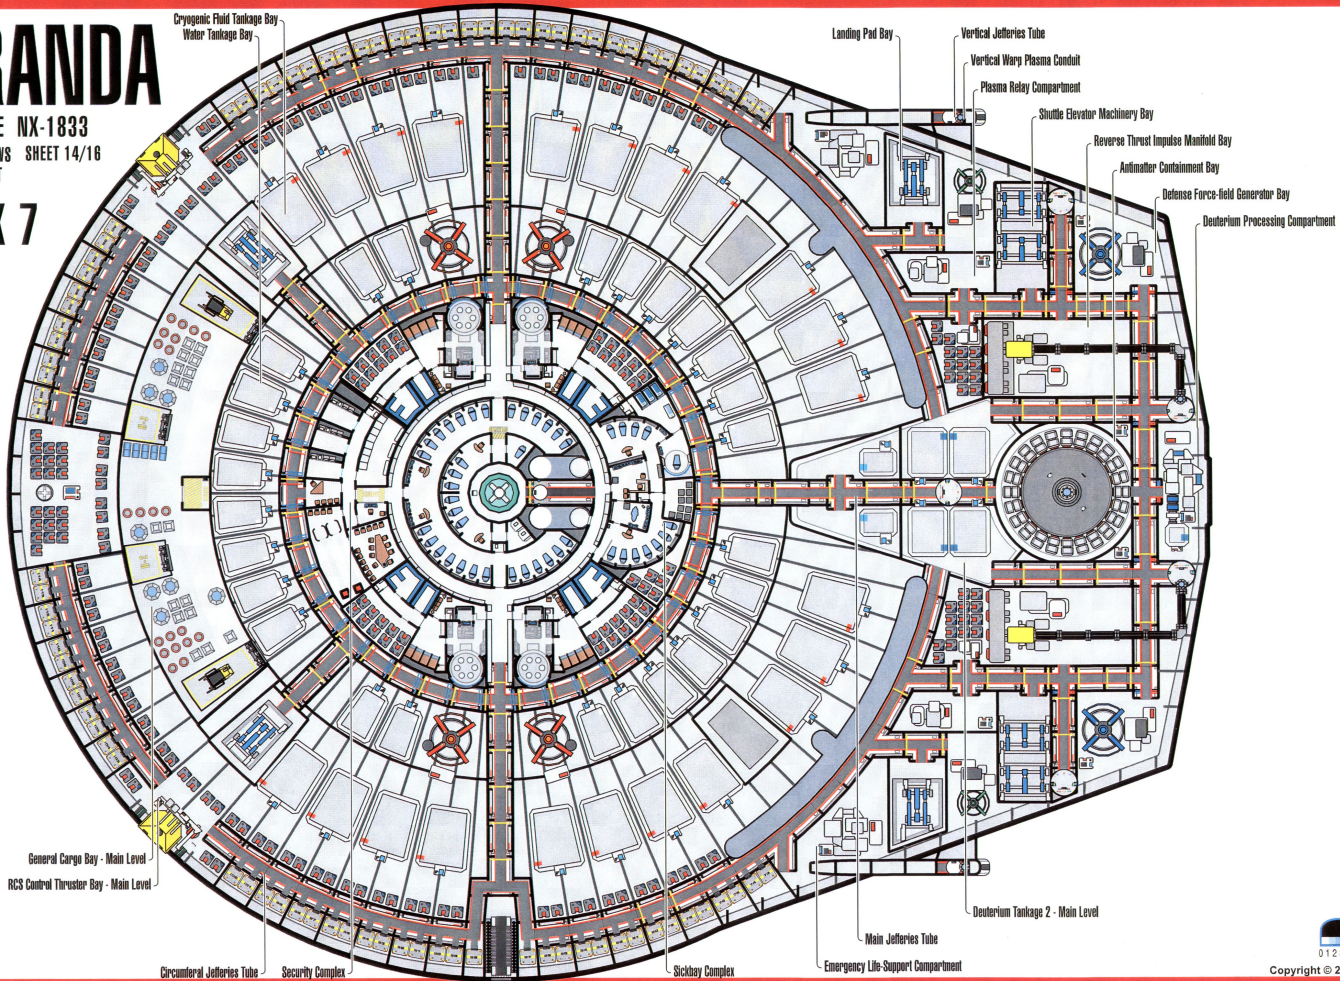 RANDA
E NX-1833
WS SHEET 14/16
T
K 7
Cryogenic Fluid Tankage Bay
Water Tankage Bay
Landing Pad Bay
Vertical Jefferies Tube
Vertical Warp Plasma Conduit
Plasma Relay Compartment
Shuttle Elevator Machinery Bay
Reverse Thrust Impulse Manifold Bay
Antimatter Containment Bay
Defense Force-field Generator Bay
Deuterium Processing Compartment
General Cargo Bay - Main Level
RCS Control Thruster Bay - Main Level
Circumferal Jefferies Tube
Security Complex
Sickbay Complex
Emergency Life-Support Compartment
Main Jefferies Tube
Deuterium Tankage 2 - Main Level
0 1 2
Copyright © 2